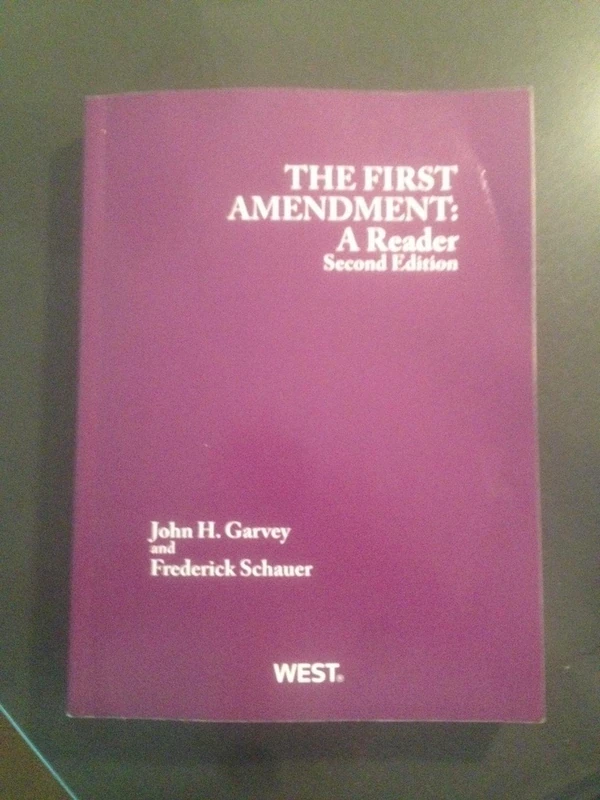 THE FIRST
AMENDMENT:
A Reader
Second Edition
John H. Garvey
and
Frederick Schauer
WEST®